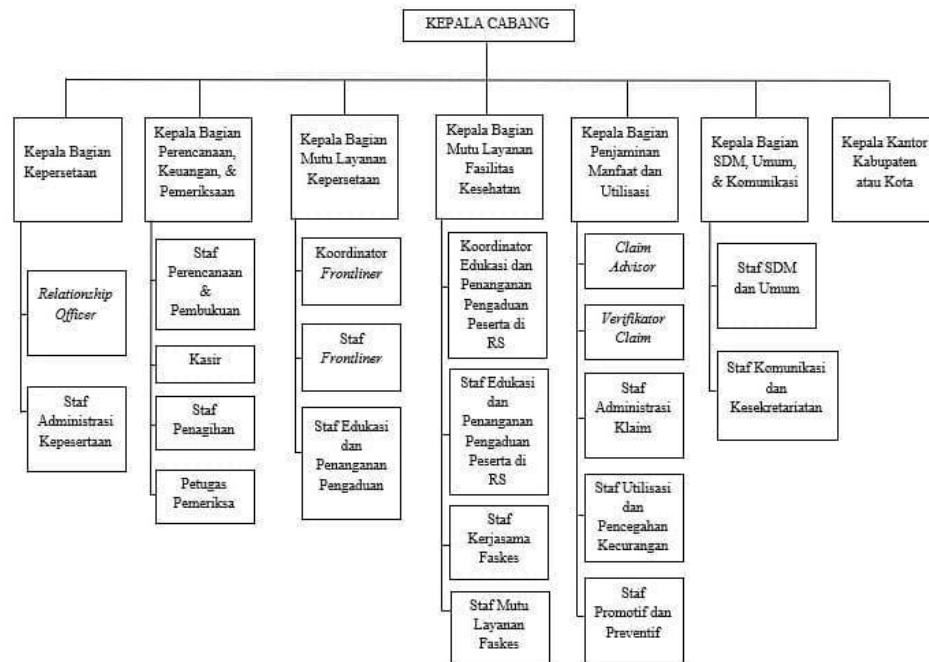 KEPALA CABANG
Kepala Bagian
Kepersetaan
Kepala Bagian
Perencanaan,
Keuangan, &
Pemeriksaan
Kepala Bagian
Mutu Layanan
Kepersetaan
Kepala Bagian
Mutu Layanan
Fasilitas
Kesehatan
Kepala Bagian
Penjaminan
Manfaat dan
Utilisasi
Kepala Bagian
SDM, Umum,
& Komunikasi
Kepala Kantor
Kabupaten
atau Kota
Relationship
Officer
Staf
Administrasi
Kepesertaan
Staf
Perencanaan
&
Pembukuan
Kasir
Staf
Penagihan
Petugas
Pemeriksa
Koordinator
Frontliner
Staf
Frontliner
Staf Edukasi
dan
Penanganan
Pengaduan
Koordinator
Edukasi dan
Penanganan
Pengaduan
Peserta di
RS
Staf Edukasi
dan
Penanganan
Pengaduan
Peserta di
RS
Staf
Kerjasama
Faskes
Staf Mutu
Layanan
Faskes
Claim
Advisor
Verifikator
Claim
Staf
Administrasi
Klaim
Staf Utilisasi
dan
Pencegahan
Kecurangan
Staf
Promotif dan
Preventif
Staf SDM
dan Umum
Staf Komunikasi
dan
Kesekretariatan